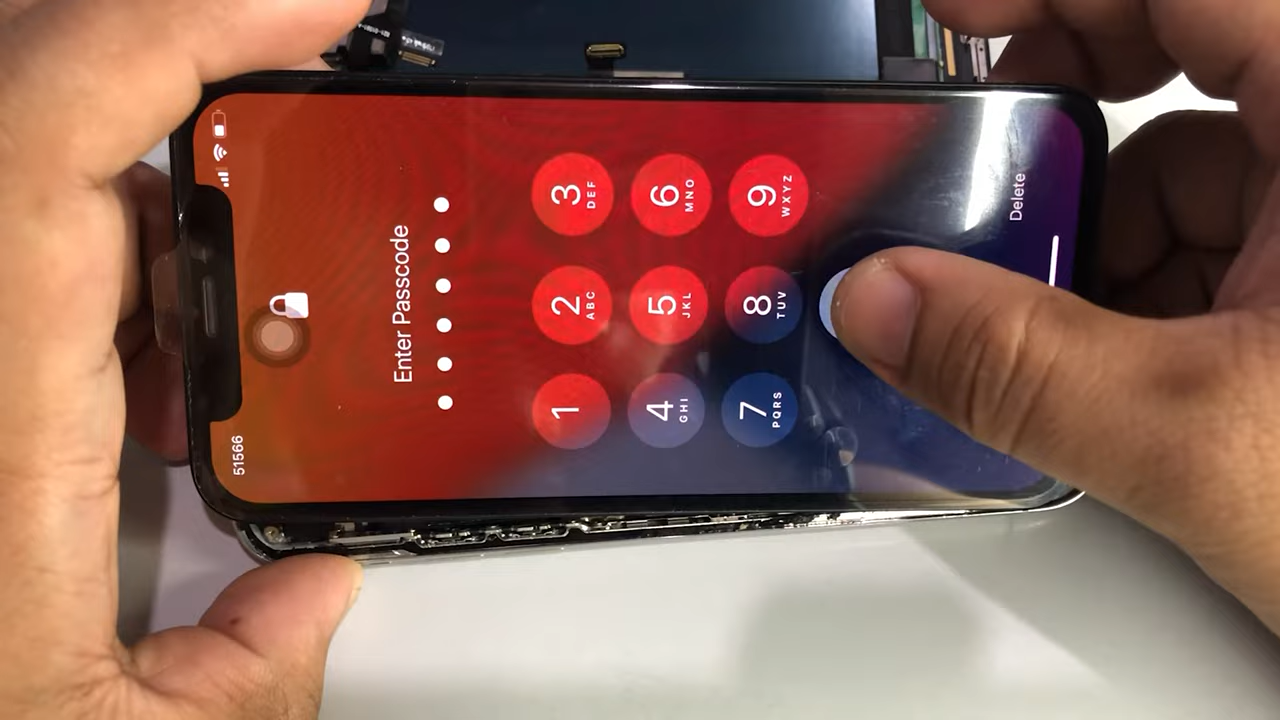 51566
Enter Passcode
1
2
ABC
3
DEF
4
GHI
5
JKL
6
MNO
7
PQRS
8
TUV
9
WXYZ
Delete